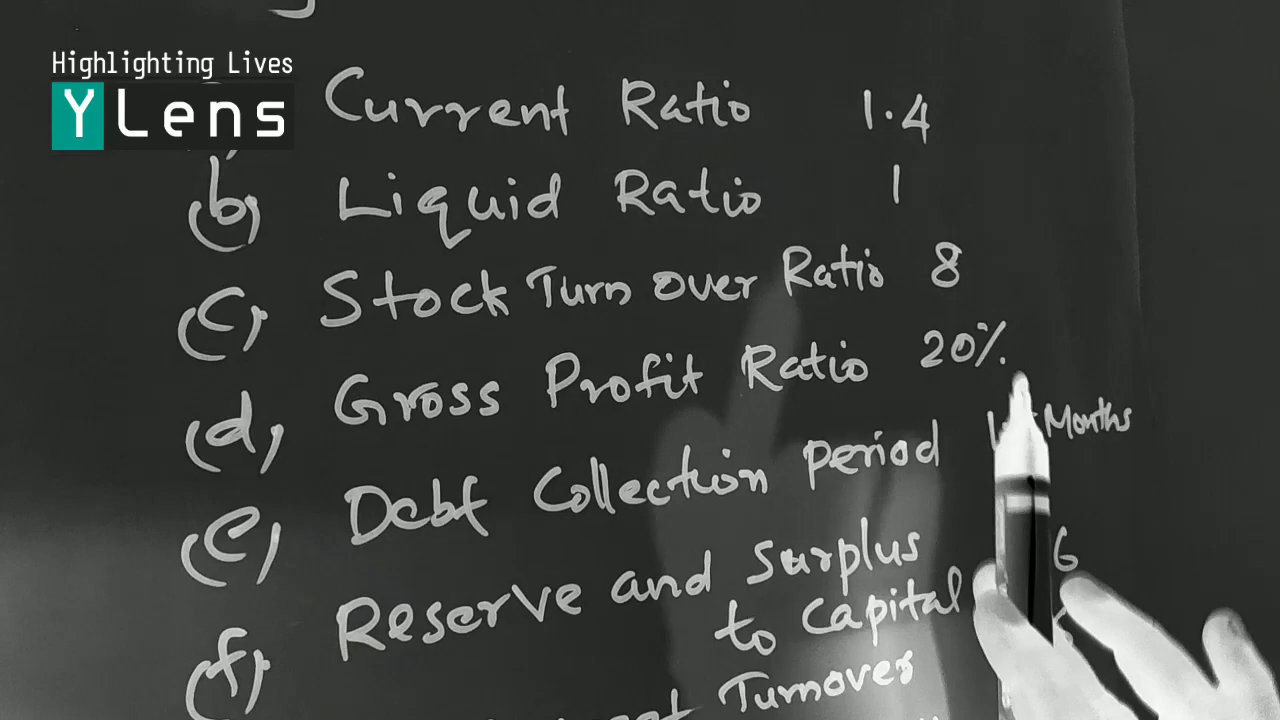 Highlighting Lives
YLens
Current Ratio 1.4
(b) Liquid Ratio 1
(c) Stock Turn over Ratio 8
(d) Gross Profit Ratio 20%.
(e) Debt Collection period Months
(f) Reserve and Surplus 6
to Capital
Turnover